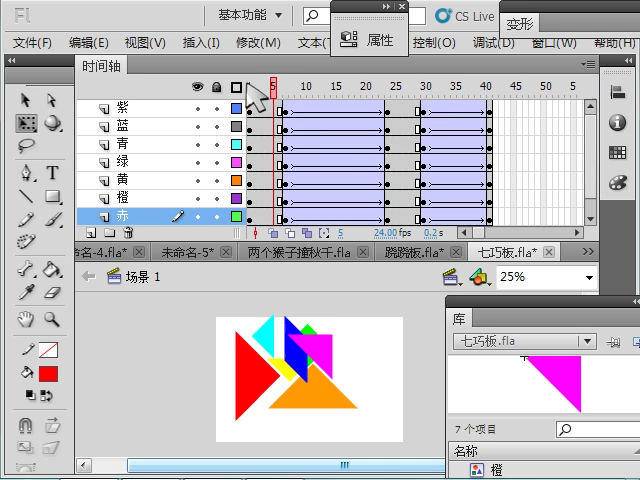 Fl 基本功能 CS Live 变形
文件(F) 编辑(E) 视图(V) 插入(I) 修改(M) 文本(T 属性 控制(O) 调试(D) 窗口(W) 帮助(H)
时间轴
5 10 15 20 25 30 35 40 45 50 55 5
紫
蓝
青
绿
黄
橙
赤
5 24.00 fps 0.2 s
命名-4.fla* 未命名-5* 两个猴子撞秋千.fla 跷跷板.fla* 七巧板.fla*
场景 1 25%
库
七巧板.fla
7 个项目
名称
橙